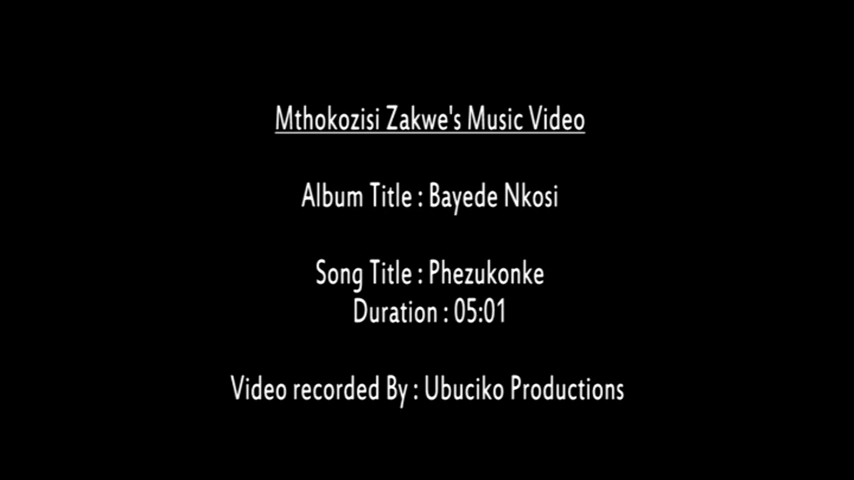 Mthokozisi Zakwe's Music Video
Album Title : Bayede Nkosi
Song Title : Phezukonke
Duration : 05:01
Video recorded By : Ubuciko Productions